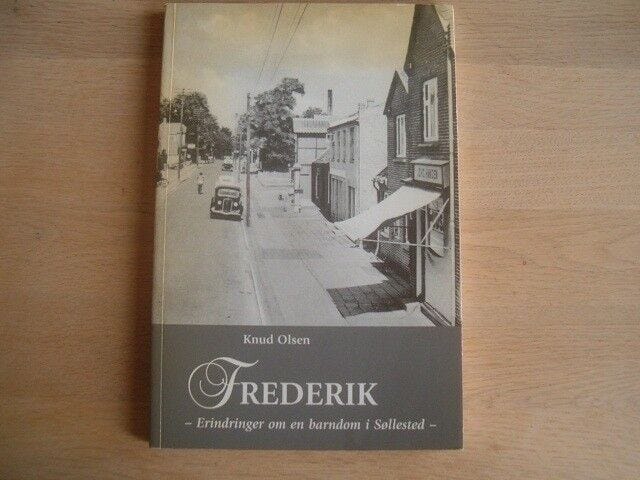 Knud Olsen
FREDERIK
– Erindringer om en barndom i Søllested –